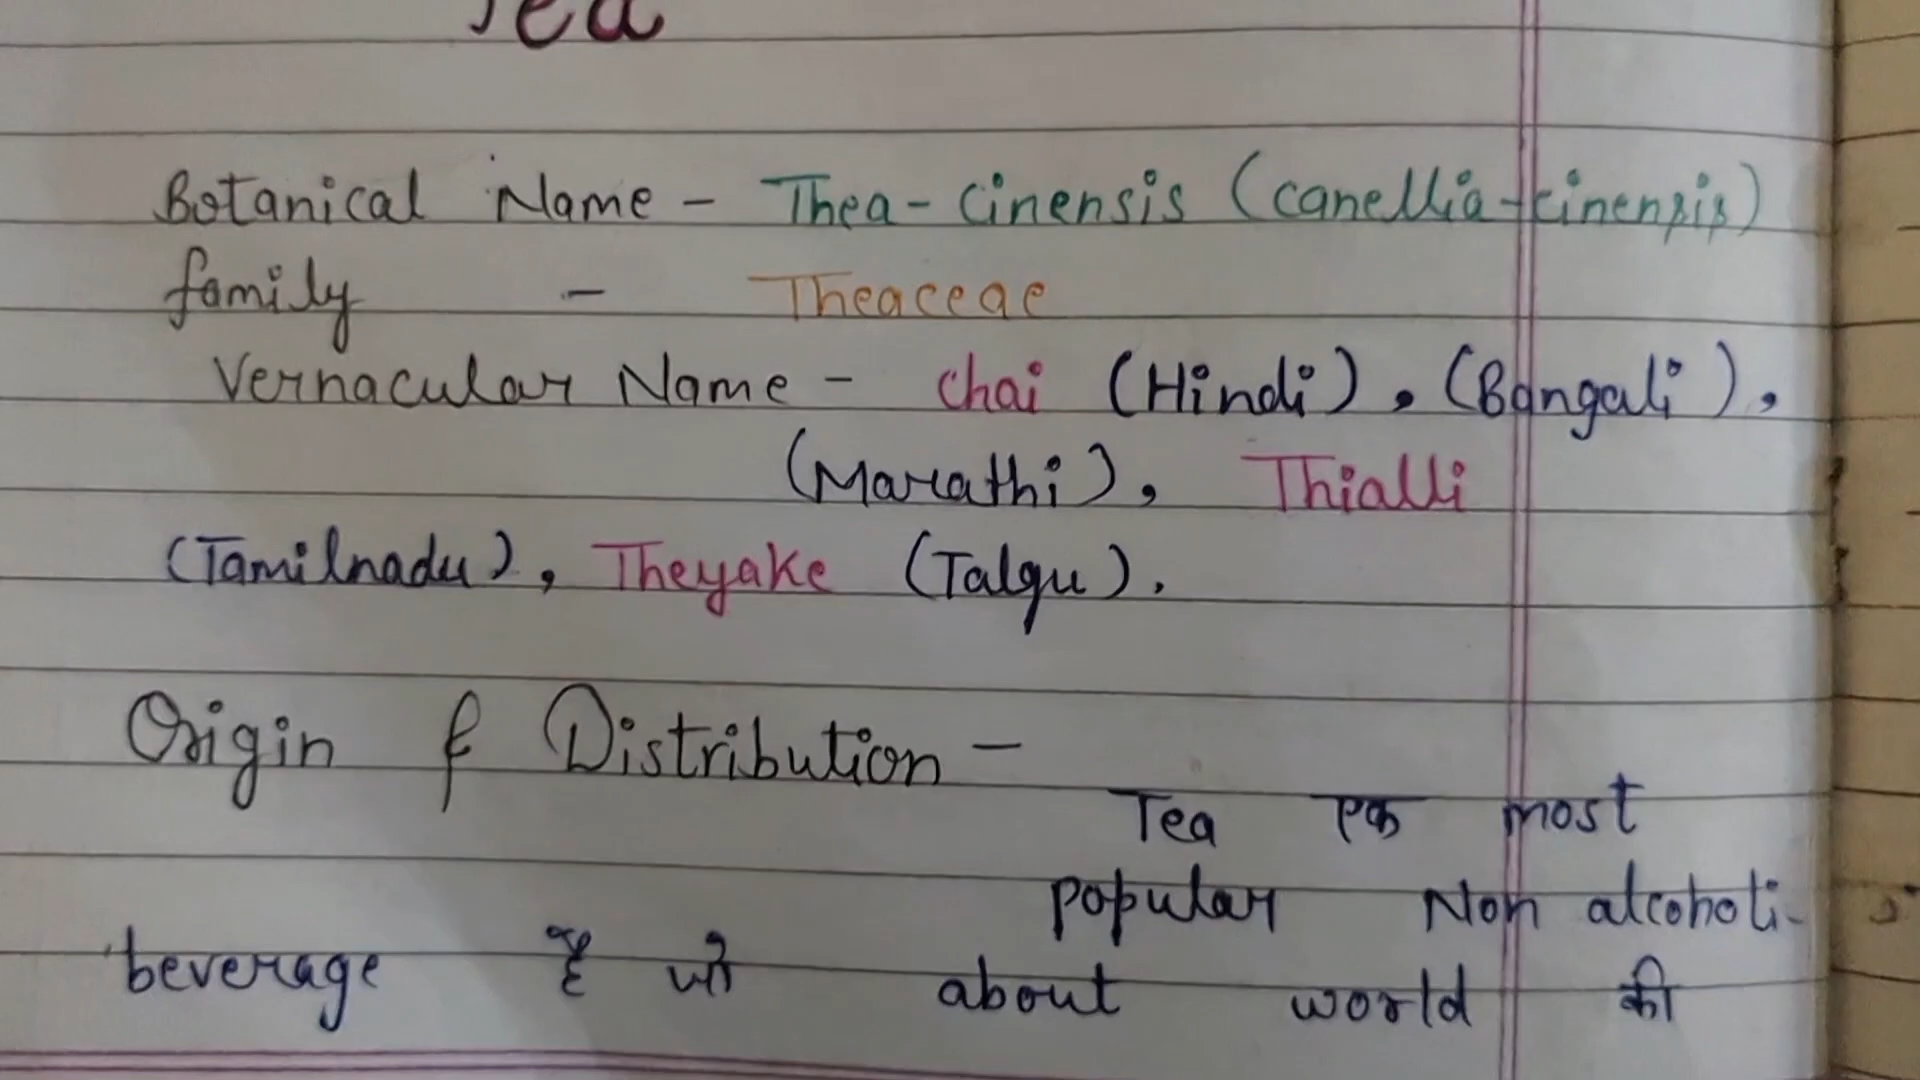 Tea
Botanical Name - Thea-Cinensis (canellia-cinensis)
family - Theaceae
Vernacular Name - chai (Hindi), (Bangali),
(Marathi), Thialli
(Tamilnadu), Theyake (Talgu).
Origin & Distribution -
Tea एक most
popular Non alcoholi-
beverage है जो about world की